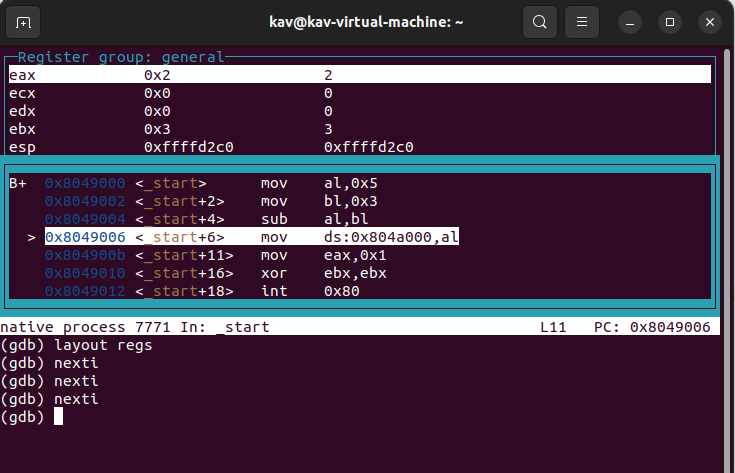 kav@kav-virtual-machine: ~
Register group: general
eax 0x2 2
ecx 0x0 0
edx 0x0 0
ebx 0x3 3
esp 0xffffd2c0 0xffffd2c0
B+ 0x8049000 <_start> mov al,0x5
0x8049002 <_start+2> mov bl,0x3
0x8049004 <_start+4> sub al,bl
> 0x8049006 <_start+6> mov ds:0x804a000,al
0x804900b <_start+11> mov eax,0x1
0x8049010 <_start+16> xor ebx,ebx
0x8049012 <_start+18> int 0x80
native process 7771 In: _start L11 PC: 0x8049006
(gdb) layout regs
(gdb) nexti
(gdb) nexti
(gdb) nexti
(gdb)